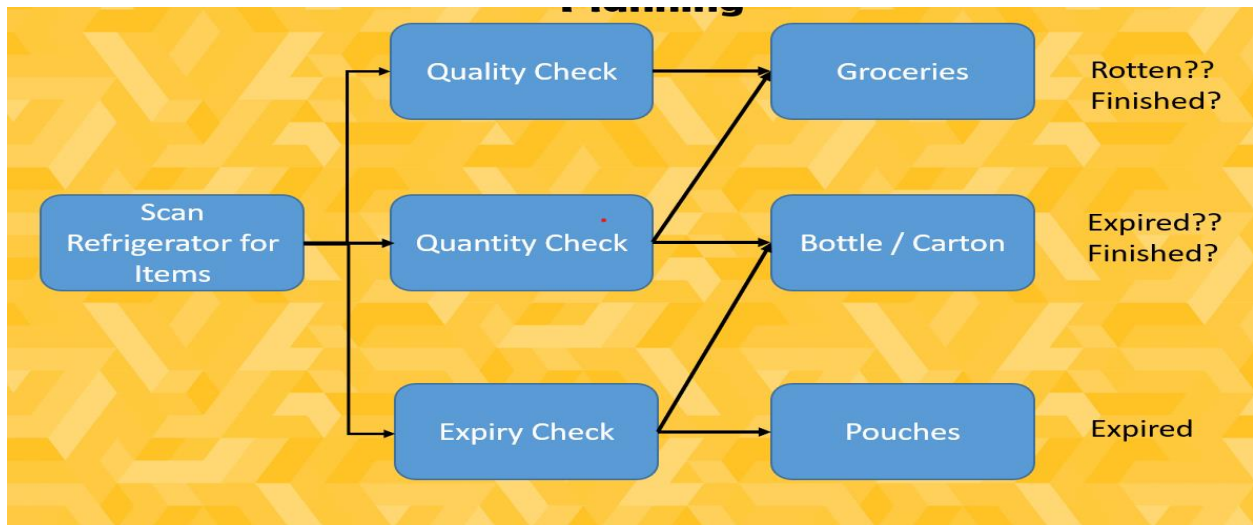 Planning
Quality Check
Groceries
Rotten??
Finished?
Scan
Refrigerator for
Items
Quantity Check
Bottle / Carton
Expired??
Finished?
Expiry Check
Pouches
Expired